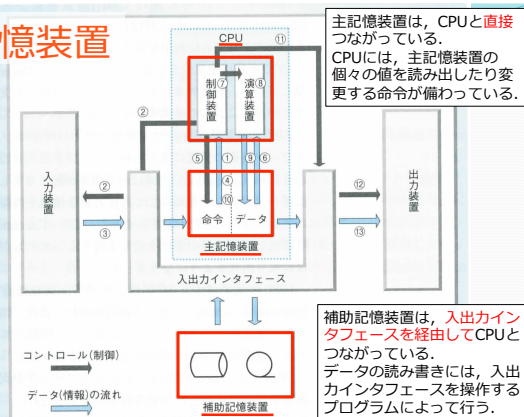 憶装置
主記憶装置は，CPUと直接
つながっている．
CPUには，主記憶装置の
個々の値を読み出したり変
更する命令が備わっている．
⑪
CPU
制御装置
⑦
演算装置
⑧
②
⑤
①
⑨
⑥
入力装置
②
③
④
⑩
命令
データ
主記憶装置
出力装置
⑫
⑬
入出力インタフェース
コントロール(制御)
データ(情報)の流れ
補助記憶装置
補助記憶装置は，入出力イン
タフェースを経由してCPUと
つながっている．
データの読み書きには，入出
力インタフェースを操作する
プログラムによって行う．